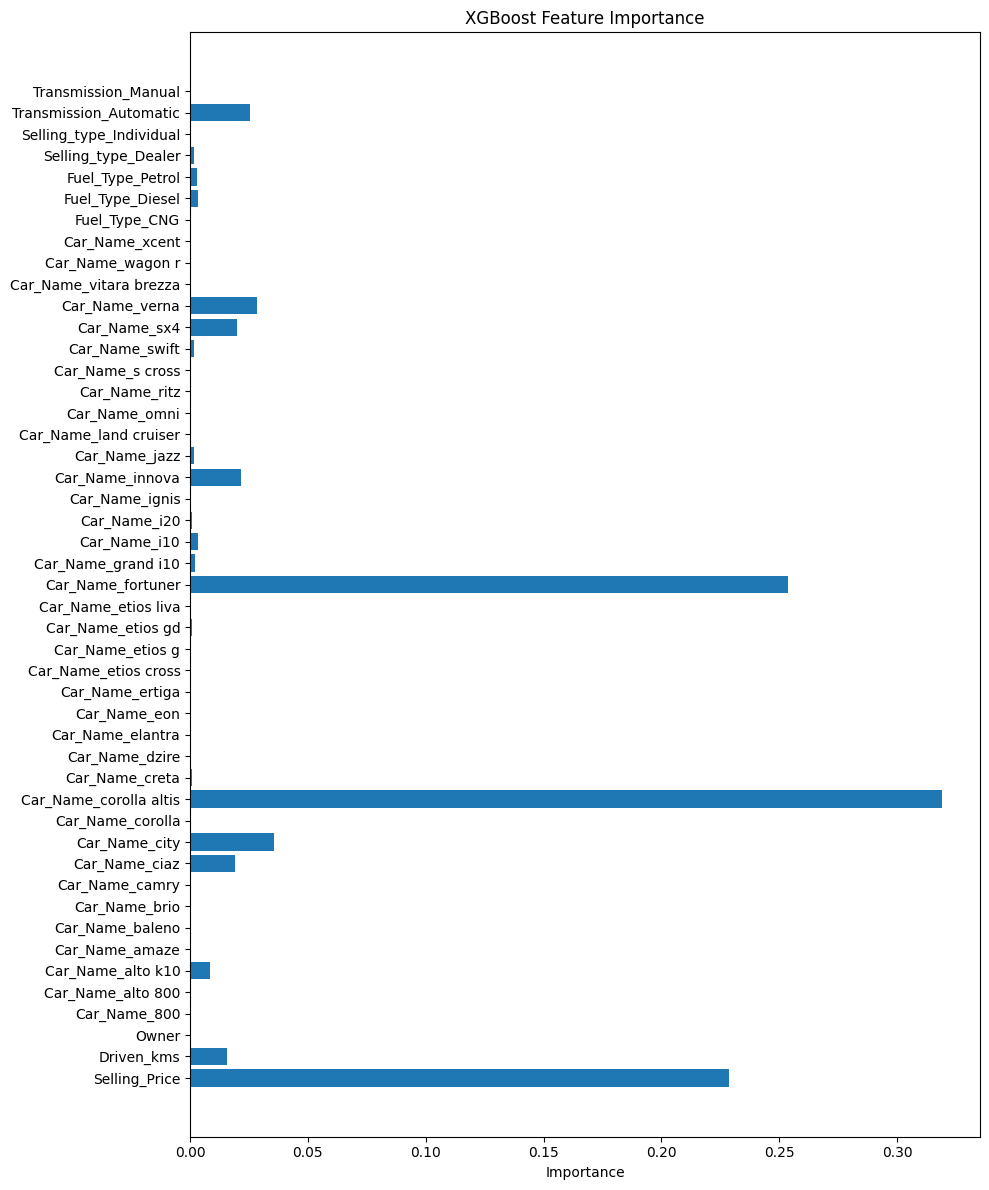 XGBoost Feature Importance
Transmission_Manual
Transmission_Automatic
Selling_type_Individual
Selling_type_Dealer
Fuel_Type_Petrol
Fuel_Type_Diesel
Fuel_Type_CNG
Car_Name_xcent
Car_Name_wagon r
Car_Name_vitara brezza
Car_Name_verna
Car_Name_sx4
Car_Name_swift
Car_Name_s cross
Car_Name_ritz
Car_Name_omni
Car_Name_land cruiser
Car_Name_jazz
Car_Name_innova
Car_Name_ignis
Car_Name_i20
Car_Name_i10
Car_Name_grand i10
Car_Name_fortuner
Car_Name_etios liva
Car_Name_etios gd
Car_Name_etios g
Car_Name_etios cross
Car_Name_ertiga
Car_Name_eon
Car_Name_elantra
Car_Name_dzire
Car_Name_creta
Car_Name_corolla altis
Car_Name_corolla
Car_Name_city
Car_Name_ciaz
Car_Name_camry
Car_Name_brio
Car_Name_baleno
Car_Name_amaze
Car_Name_alto k10
Car_Name_alto 800
Car_Name_800
Owner
Driven_kms
Selling_Price
0.00 0.05 0.10 0.15 0.20 0.25 0.30
Importance